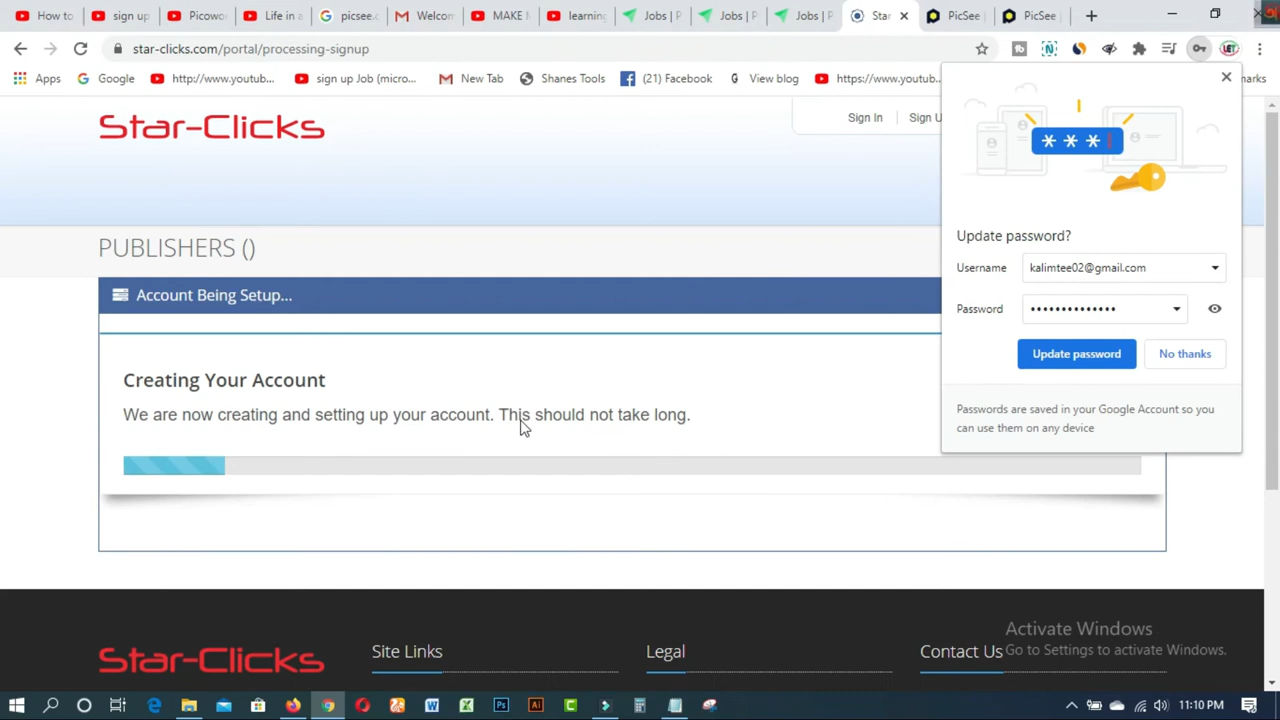 How to
sign up
Picowo
Life in a
picsee.c
Welcom
MAKE
learning
Jobs | P
Jobs | P
Jobs | P
Star
PicSee
PicSee
star-clicks.com/portal/processing-signup
Apps
Google
http://www.youtub...
sign up Job (micro...
New Tab
Shanes Tools
(21) Facebook
View blog
https://www.youtub...
marks
Star-Clicks
Sign In
Sign U
PUBLISHERS ()
Account Being Setup...
Creating Your Account
We are now creating and setting up your account. This should not take long.
* * *
Update password?
Username kalimtee02@gmail.com
Password ••••••••••••••
Update password
No thanks
Passwords are saved in your Google Account so you
can use them on any device
Star-Clicks
Site Links
Legal
Contact Us
Activate Windows
Go to Settings to activate Windows.
11:10 PM